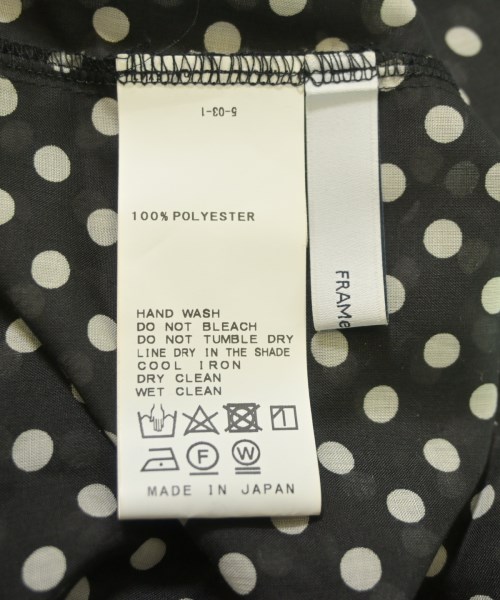 5-03-1
100% POLYESTER
HAND WASH
DO NOT BLEACH
DO NOT TUMBLE DRY
LINE DRY IN THE SHADE
COOL IRON
DRY CLEAN
WET CLEAN
F W
MADE IN JAPAN
FRAMe